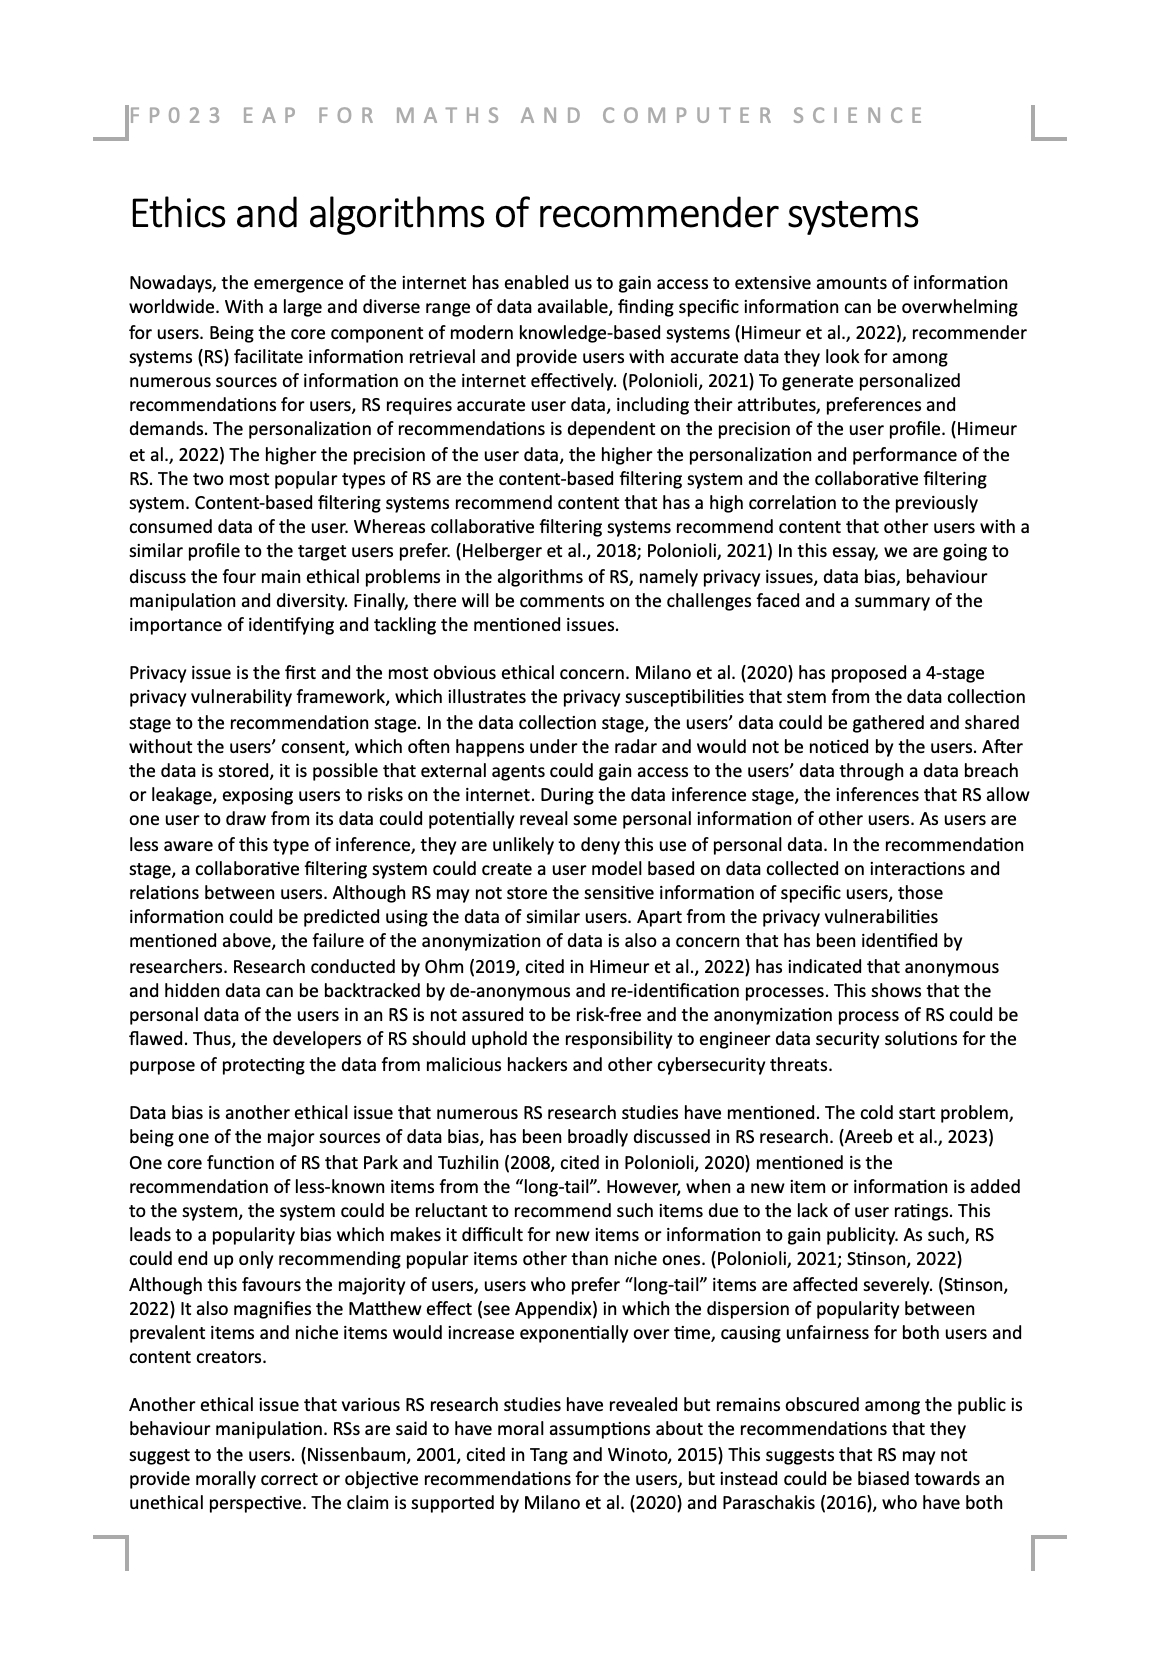 FP023 EAP FOR MATHS AND COMPUTER SCIENCE
Ethics and algorithms of recommender systems
Nowadays, the emergence of the internet has enabled us to gain access to extensive amounts of information
worldwide. With a large and diverse range of data available, finding specific information can be overwhelming
for users. Being the core component of modern knowledge-based systems (Himeur et al., 2022), recommender
systems (RS) facilitate information retrieval and provide users with accurate data they look for among
numerous sources of information on the internet effectively. (Polonioli, 2021) To generate personalized
recommendations for users, RS requires accurate user data, including their attributes, preferences and
demands. The personalization of recommendations is dependent on the precision of the user profile. (Himeur
et al., 2022) The higher the precision of the user data, the higher the personalization and performance of the
RS. The two most popular types of RS are the content-based filtering system and the collaborative filtering
system. Content-based filtering systems recommend content that has a high correlation to the previously
consumed data of the user. Whereas collaborative filtering systems recommend content that other users with a
similar profile to the target users prefer. (Helberger et al., 2018; Polonioli, 2021) In this essay, we are going to
discuss the four main ethical problems in the algorithms of RS, namely privacy issues, data bias, behaviour
manipulation and diversity. Finally, there will be comments on the challenges faced and a summary of the
importance of identifying and tackling the mentioned issues.
Privacy issue is the first and the most obvious ethical concern. Milano et al. (2020) has proposed a 4-stage
privacy vulnerability framework, which illustrates the privacy susceptibilities that stem from the data collection
stage to the recommendation stage. In the data collection stage, the users’ data could be gathered and shared
without the users’ consent, which often happens under the radar and would not be noticed by the users. After
the data is stored, it is possible that external agents could gain access to the users’ data through a data breach
or leakage, exposing users to risks on the internet. During the data inference stage, the inferences that RS allow
one user to draw from its data could potentially reveal some personal information of other users. As users are
less aware of this type of inference, they are unlikely to deny this use of personal data. In the recommendation
stage, a collaborative filtering system could create a user model based on data collected on interactions and
relations between users. Although RS may not store the sensitive information of specific users, those
information could be predicted using the data of similar users. Apart from the privacy vulnerabilities
mentioned above, the failure of the anonymization of data is also a concern that has been identified by
researchers. Research conducted by Ohm (2019, cited in Himeur et al., 2022) has indicated that anonymous
and hidden data can be backtracked by de-anonymous and re-identification processes. This shows that the
personal data of the users in an RS is not assured to be risk-free and the anonymization process of RS could be
flawed. Thus, the developers of RS should uphold the responsibility to engineer data security solutions for the
purpose of protecting the data from malicious hackers and other cybersecurity threats.
Data bias is another ethical issue that numerous RS research studies have mentioned. The cold start problem,
being one of the major sources of data bias, has been broadly discussed in RS research. (Areeb et al., 2023)
One core function of RS that Park and Tuzhilin (2008, cited in Polonioli, 2020) mentioned is the
recommendation of less-known items from the “long-tail”. However, when a new item or information is added
to the system, the system could be reluctant to recommend such items due to the lack of user ratings. This
leads to a popularity bias which makes it difficult for new items or information to gain publicity. As such, RS
could end up only recommending popular items other than niche ones. (Polonioli, 2021; Stinson, 2022)
Although this favours the majority of users, users who prefer “long-tail” items are affected severely. (Stinson,
2022) It also magnifies the Matthew effect (see Appendix) in which the dispersion of popularity between
prevalent items and niche items would increase exponentially over time, causing unfairness for both users and
content creators.
Another ethical issue that various RS research studies have revealed but remains obscured among the public is
behaviour manipulation. RSs are said to have moral assumptions about the recommendations that they
suggest to the users. (Nissenbaum, 2001, cited in Tang and Winoto, 2015) This suggests that RS may not
provide morally correct or objective recommendations for the users, but instead could be biased towards an
unethical perspective. The claim is supported by Milano et al. (2020) and Paraschakis (2016), who have both